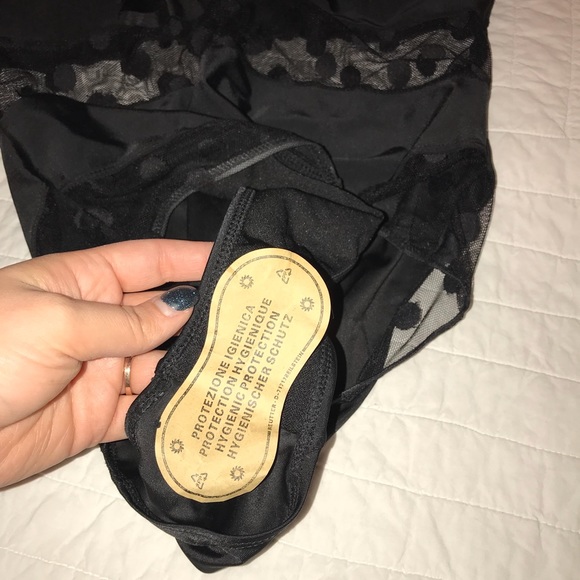 PROTEZIONE IGIENICA
PROTECTION HYGIENIQUE
HYGIENIC PROTECTION
HYGIENISCHER SCHUTZ